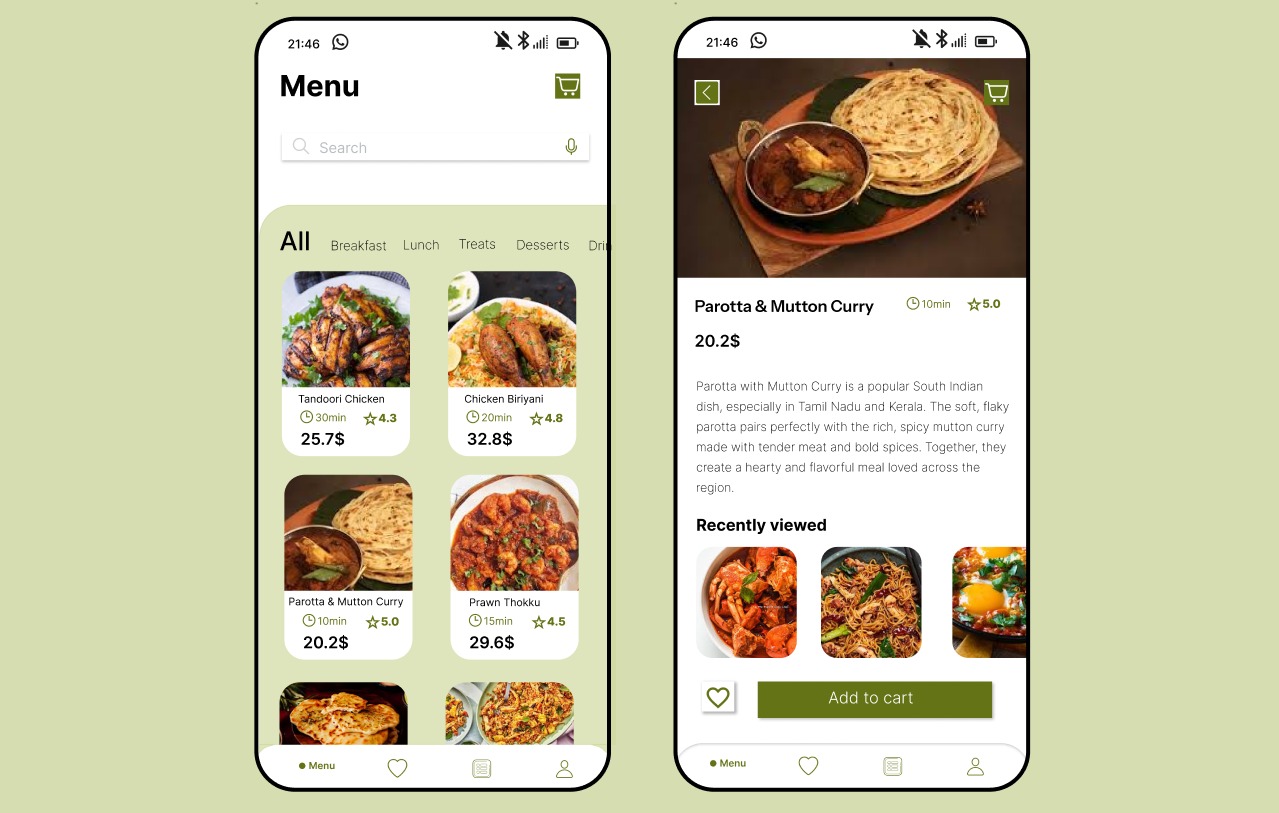 21:46
Menu
Search
All Breakfast Lunch Treats Desserts Drin
Tandoori Chicken
30min 4.3
25.7$
Chicken Biriyani
20min 4.8
32.8$
Parotta & Mutton Curry
10min 5.0
20.2$
Prawn Thokku
15min 4.5
29.6$
Menu
21:46
Parotta & Mutton Curry 10min 5.0
20.2$
Parotta with Mutton Curry is a popular South Indian
dish, especially in Tamil Nadu and Kerala. The soft, flaky
parotta pairs perfectly with the rich, spicy mutton curry
made with tender meat and bold spices. Together, they
create a hearty and flavorful meal loved across the
region.
Recently viewed
Add to cart
Menu